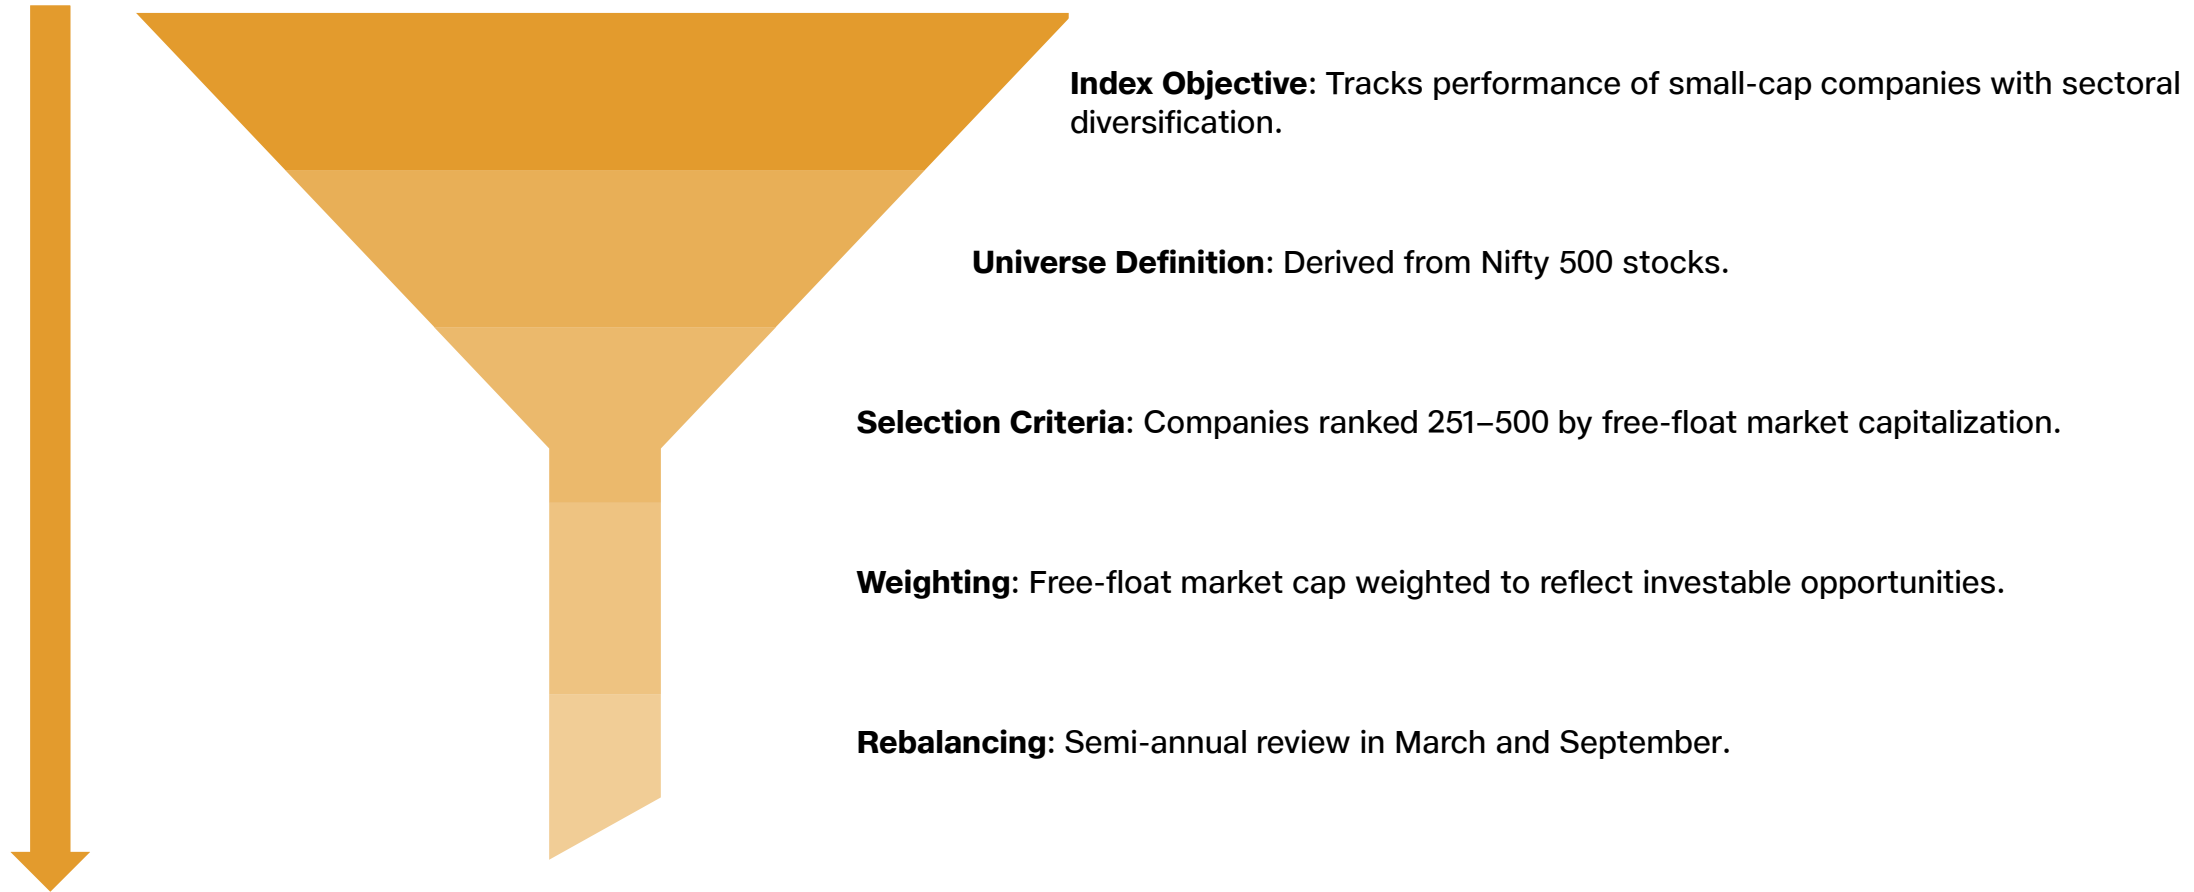 Index Objective: Tracks performance of small-cap companies with sectoral
diversification.
Universe Definition: Derived from Nifty 500 stocks.
Selection Criteria: Companies ranked 251–500 by free-float market capitalization.
Weighting: Free-float market cap weighted to reflect investable opportunities.
Rebalancing: Semi-annual review in March and September.